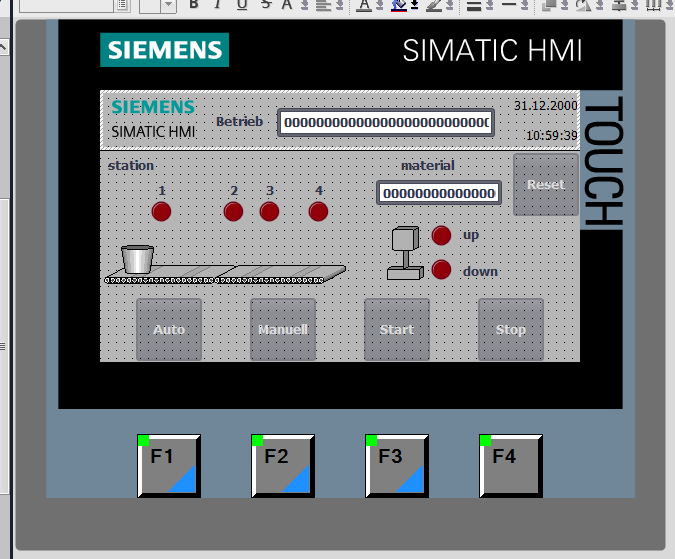 B I U S A A
SIEMENS
SIMATIC HMI
SIEMENS
SIMATIC HMI
Betrieb
31.12.2000
10:59:39
TOUCH
station
material
1 2 3 4
00000000000000
Reset
up
down
Auto
Manuell
Start
Stop
F1
F2
F3
F4